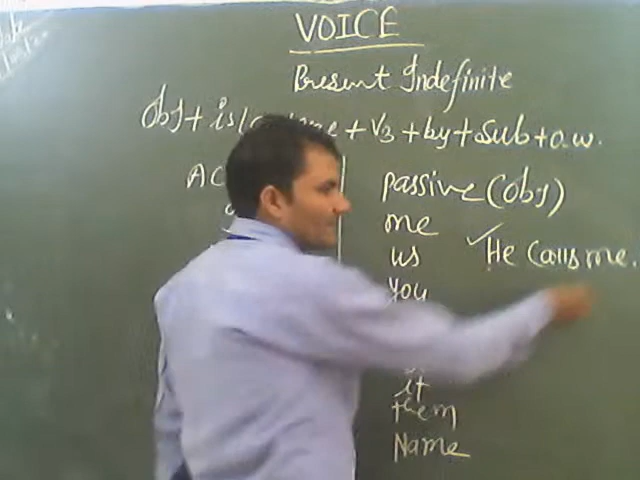 VOICE
Present Indefinite
Obj + is/ + V3 + by + Sub + o.w.
AC passive (Obj)
me
us ✓He Calls me.
you
it
them
Name